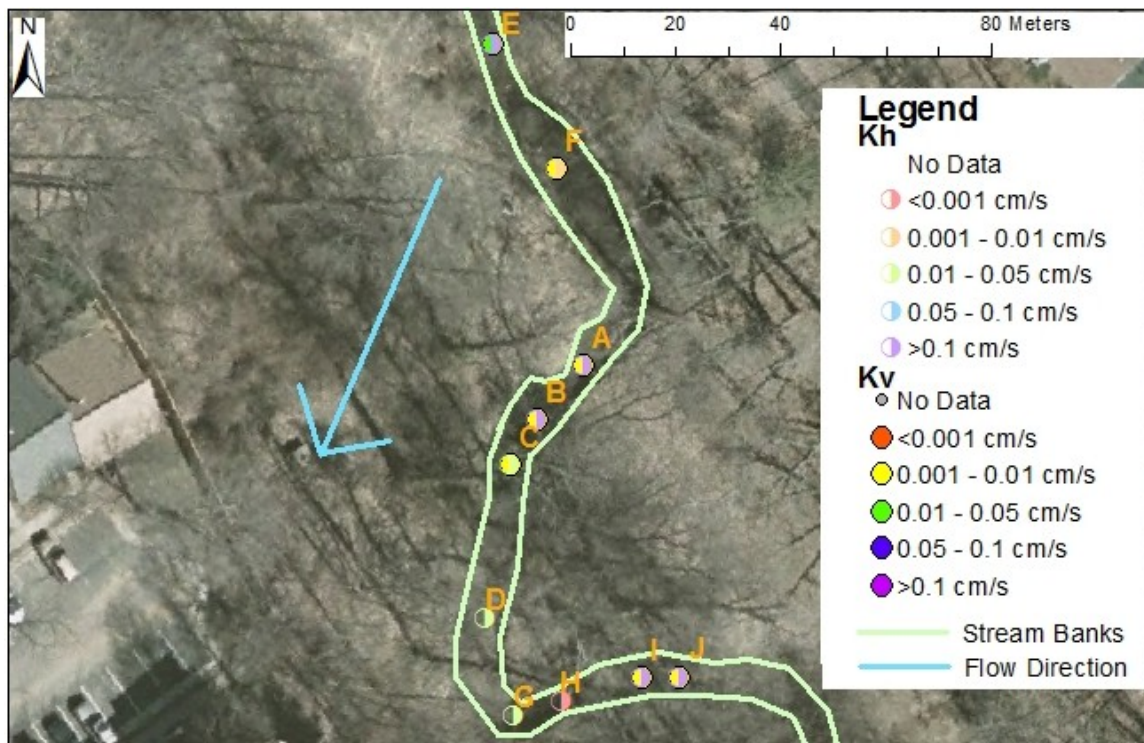 N
0 20 40 80 Meters
E
F
A
B
C
D
G
H
I
J
Legend
Kh
No Data
<0.001 cm/s
0.001 - 0.01 cm/s
0.01 - 0.05 cm/s
0.05 - 0.1 cm/s
>0.1 cm/s
Kv
No Data
<0.001 cm/s
0.001 - 0.01 cm/s
0.01 - 0.05 cm/s
0.05 - 0.1 cm/s
>0.1 cm/s
Stream Banks
Flow Direction